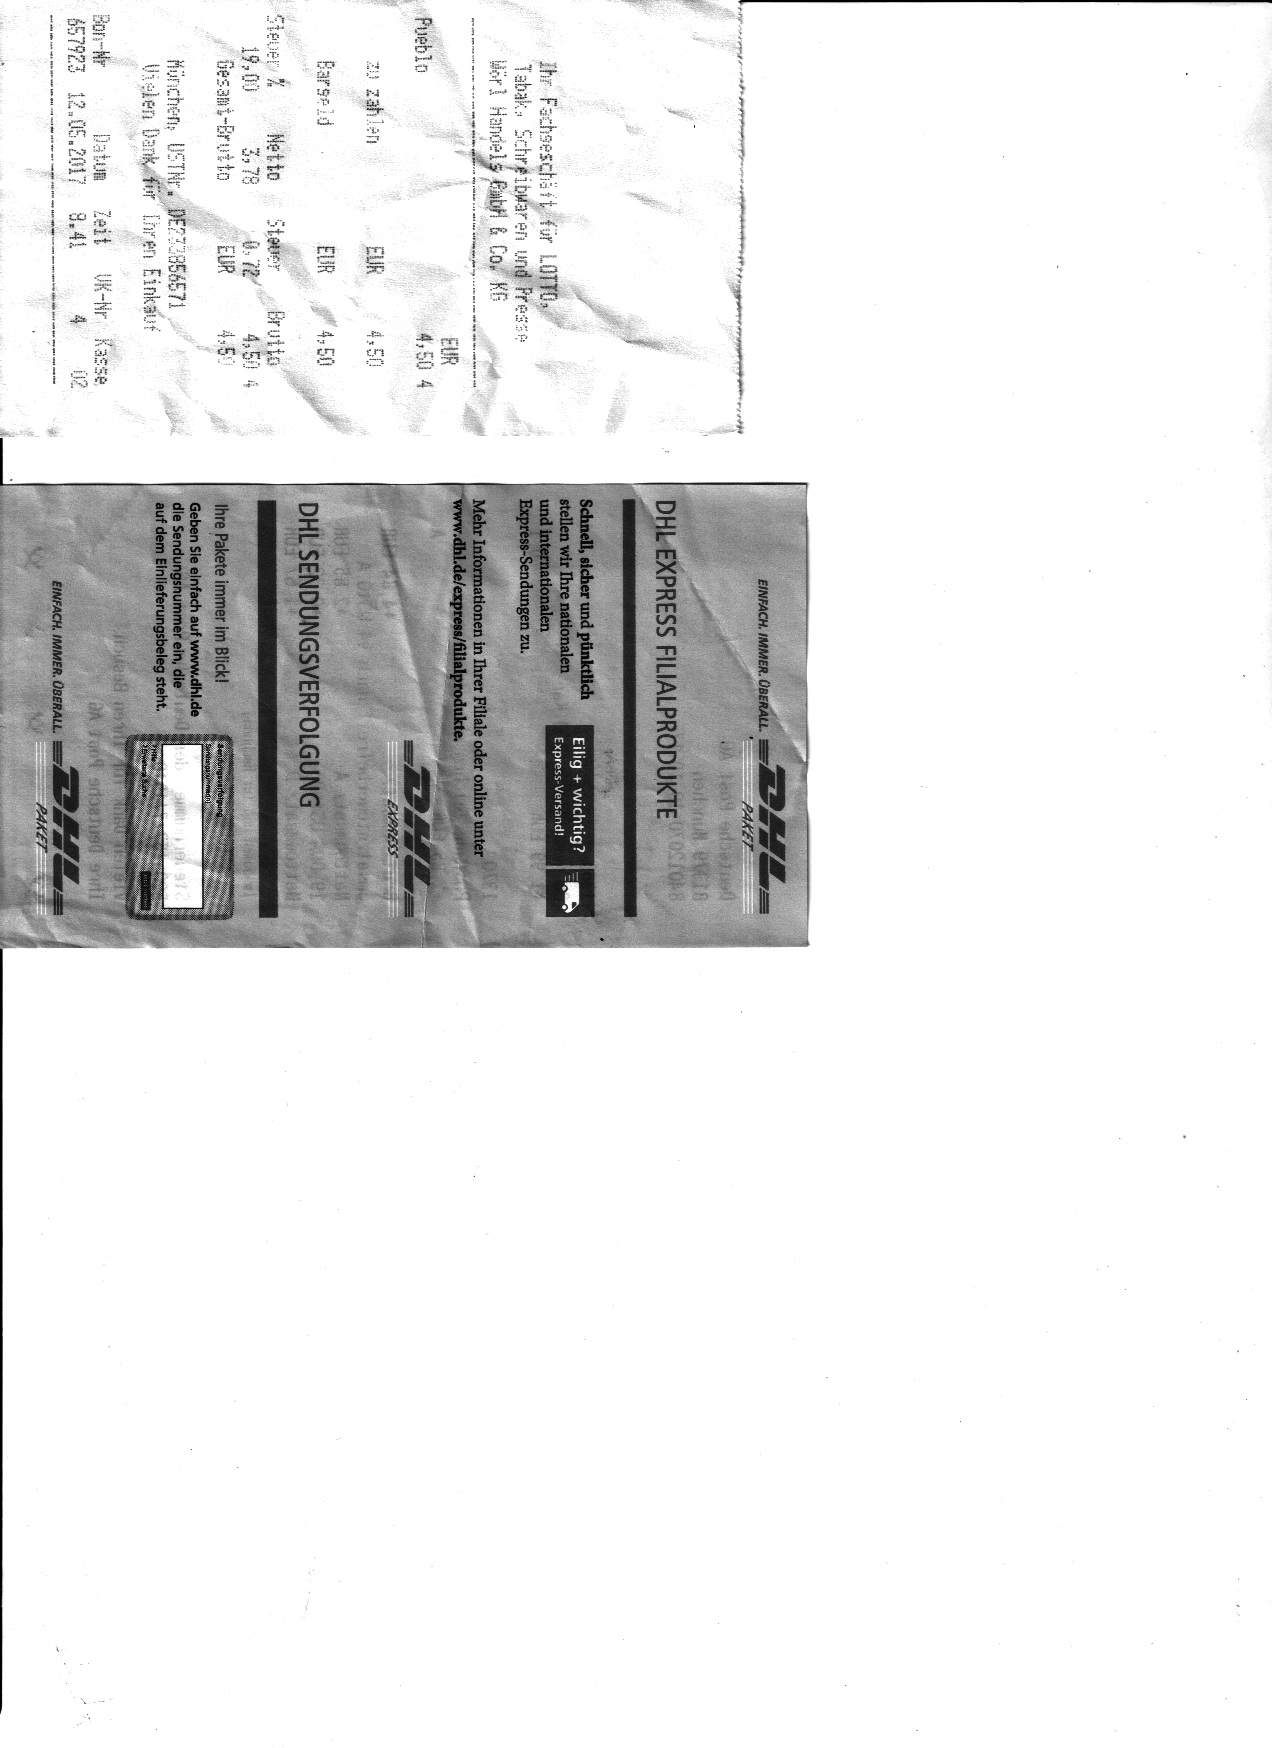 Ihr Fachgeschäft für LOTTO,
Tabak, Schreibwaren und Presse
Wörl Handels GmbH & Co. KG
EUR
Pueblo 4,50 4
zu zahlen EUR 4,50
Bargeld EUR 4,50
Steuer % Netto Steuer Brutto
19,00 3,78 0,72 4,50 4
Gesamt-Brutto EUR 4,50
München, USTNr. DE233856571
Vielen Dank für Ihren Einkauf
Bon-Nr Datum Zeit VK-Nr Kasse
657923 12.05.2017 8.41 4 02
EINFACH. IMMER. ÜBERALL. DHL
PAKET
DHL EXPRESS FILIALPRODUKTE
Schnell, sicher und pünktlich
stellen wir Ihre nationalen
und internationalen
Express-Sendungen zu.
Eilig + wichtig?
Express-Versand!
Mehr Informationen in Ihrer Filiale oder online unter
www.dhl.de/express/filialprodukte.
DHL
EXPRESS
DHL SENDUNGSVERFOLGUNG
Ihre Pakete immer im Blick!
Geben Sie einfach auf www.dhl.de
die Sendungsnummer ein, die
auf dem Einlieferungsbeleg steht.
Sendungsverfolgung
EINFACH. IMMER. ÜBERALL. DHL
PAKET